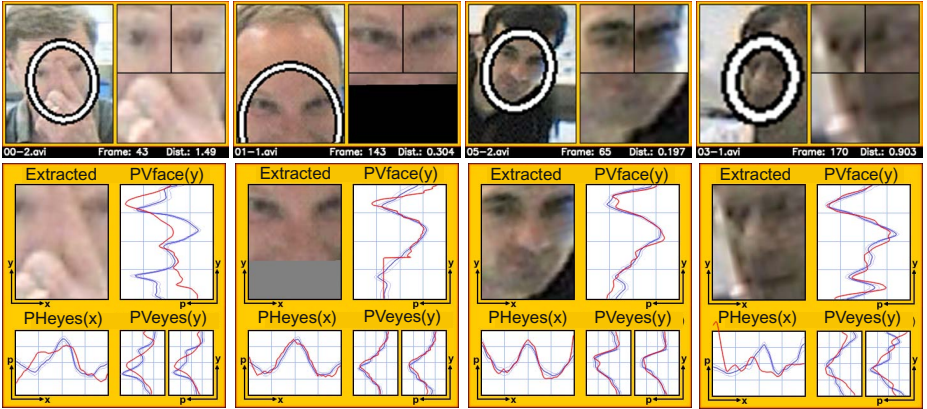 00-2.avi Frame: 43 Dist.: 1.49
01-1.avi Frame: 143 Dist.: 0.304
05-2.avi Frame: 65 Dist.: 0.197
03-1.avi Frame: 170 Dist.: 0.903
Extracted PVface(y)
y x y p
PHeyes(x) PVeyes(y)
p x y p
Extracted PVface(y)
y x y p
PHeyes(x) PVeyes(y)
p x y p
Extracted PVface(y)
y x y p
PHeyes(x) PVeyes(y)
p x y p
Extracted PVface(y)
y x y p
PHeyes(x) PVeyes(y)
p x y p